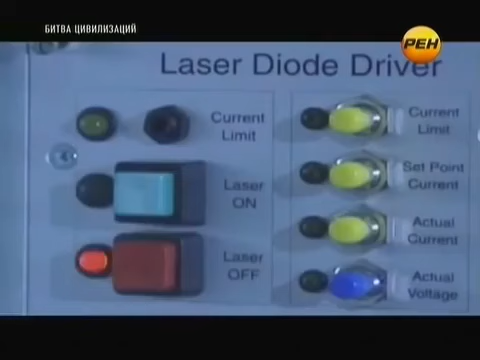 БИТВА ЦИВИЛИЗАЦИЙ
РЕН
Laser Diode Driver
Current
Limit
Laser
ON
Laser
OFF
Current
Limit
Set Point
Current
Actual
Current
Actual
Voltage